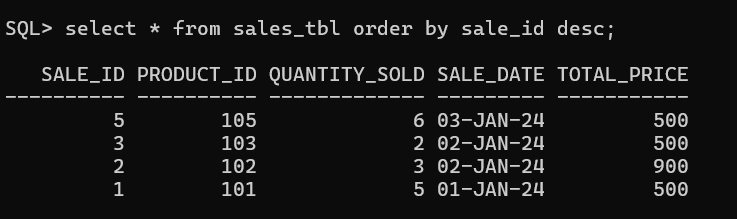 SQL> select * from sales_tbl order by sale_id desc;
SALE_ID PRODUCT_ID QUANTITY_SOLD SALE_DATE TOTAL_PRICE
---------- ---------- ------------- --------- -----------
5 105 6 03-JAN-24 500
3 103 2 02-JAN-24 500
2 102 3 02-JAN-24 900
1 101 5 01-JAN-24 500